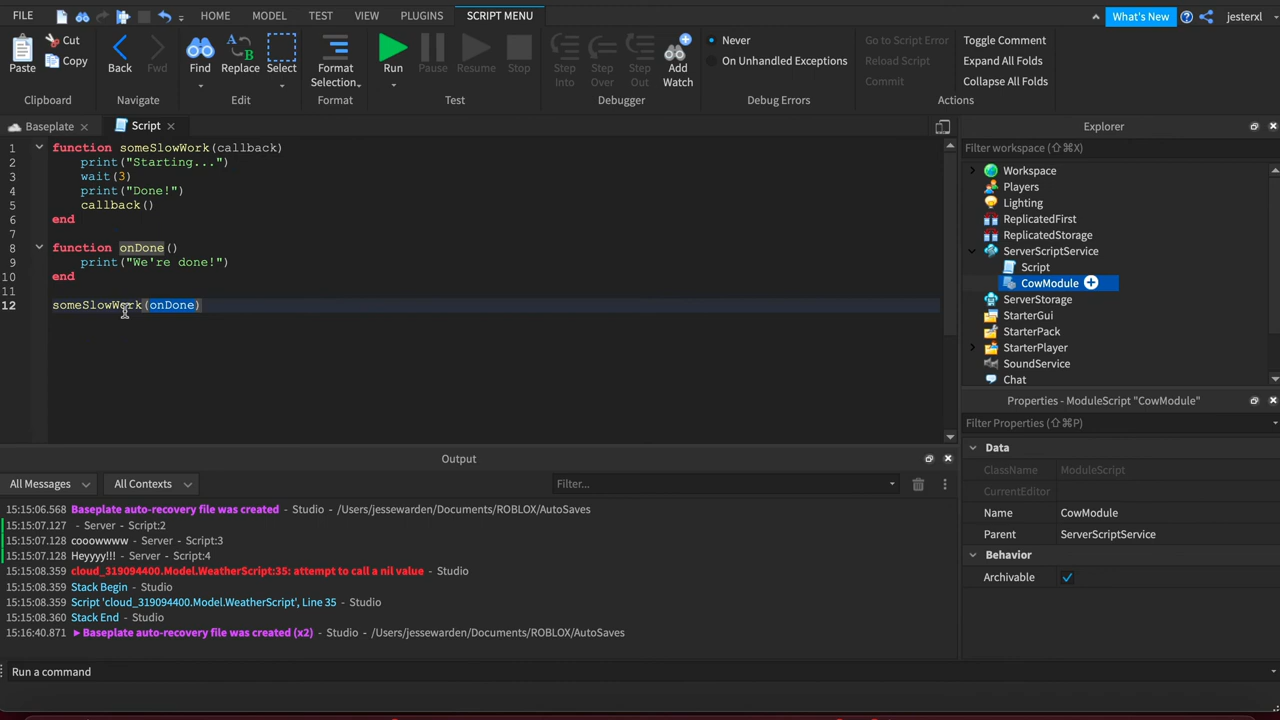 FILE HOME MODEL TEST VIEW PLUGINS SCRIPT MENU What's New jesterxl
Paste Cut Copy Back Fwd Find Replace Select Format Selection Run Pause Resume Stop Step Into Step Over Step Out Add Watch
Never
On Unhandled Exceptions
Go to Script Error
Reload Script
Commit
Toggle Comment
Expand All Folds
Collapse All Folds
Clipboard Navigate Edit Format Test Debugger Debug Errors Actions
Baseplate Script
1 function someSlowWork(callback)
2 print("Starting...")
3 wait(3)
4 print("Done!")
5 callback()
6 end
7
8 function onDone()
9 print("We're done!")
10 end
11
12 someSlowWork(onDone)
Explorer
Filter workspace (⇧⌘X)
Workspace
Players
Lighting
ReplicatedFirst
ReplicatedStorage
ServerScriptService
Script
CowModule
ServerStorage
StarterGui
StarterPack
StarterPlayer
SoundService
Chat
Properties - ModuleScript "CowModule"
Filter Properties (⇧⌘P)
Data
ClassName ModuleScript
CurrentEditor
Name CowModule
Parent ServerScriptService
Behavior
Archivable
Output
All Messages All Contexts Filter...
15:15:06.568 Baseplate auto-recovery file was created - Studio - /Users/jessewarden/Documents/ROBLOX/AutoSaves
15:15:07.127 - Server - Script:2
15:15:07.128 cooowwww - Server - Script:3
15:15:07.128 Heyyyy!!! - Server - Script:4
15:15:08.359 cloud_319094400.Model.WeatherScript:35: attempt to call a nil value - Studio
15:15:08.359 Stack Begin - Studio
15:15:08.359 Script 'cloud_319094400.Model.WeatherScript', Line 35 - Studio
15:15:08.360 Stack End - Studio
15:16:40.871 ▶ Baseplate auto-recovery file was created (x2) - Studio - /Users/jessewarden/Documents/ROBLOX/AutoSaves
Run a command